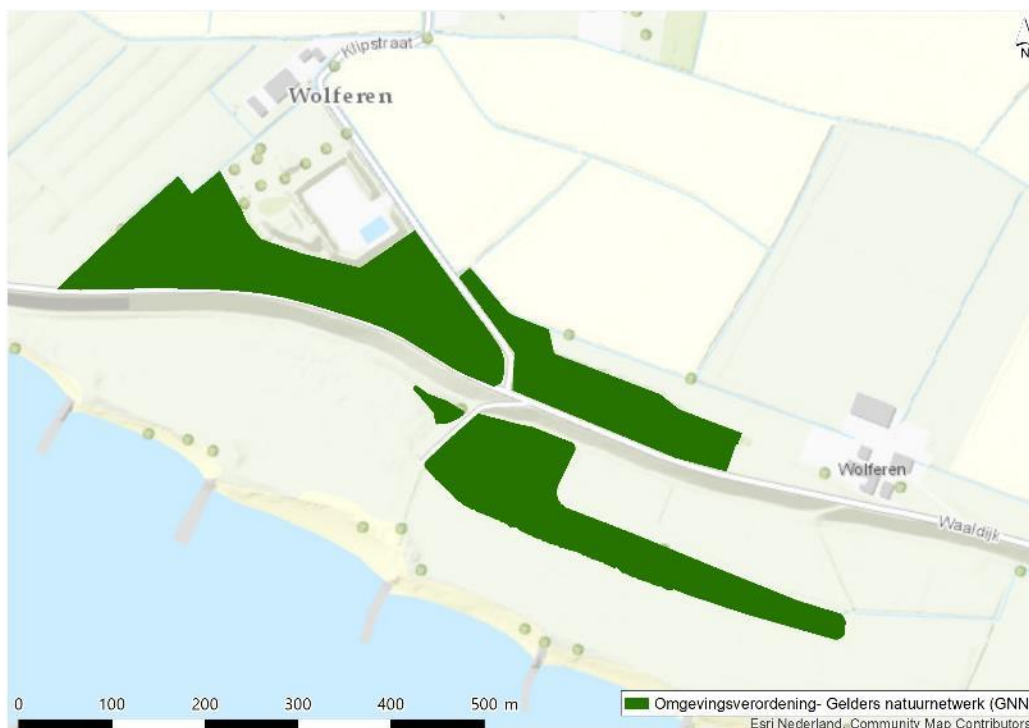 Klipstraat
N
Wolferen
Wolferen
Waaldijk
0 100 200 300 400 500 m
Omgevingsverordening- Gelders natuurnetwerk (GNN
Esri Nederland, Community Map Contributors